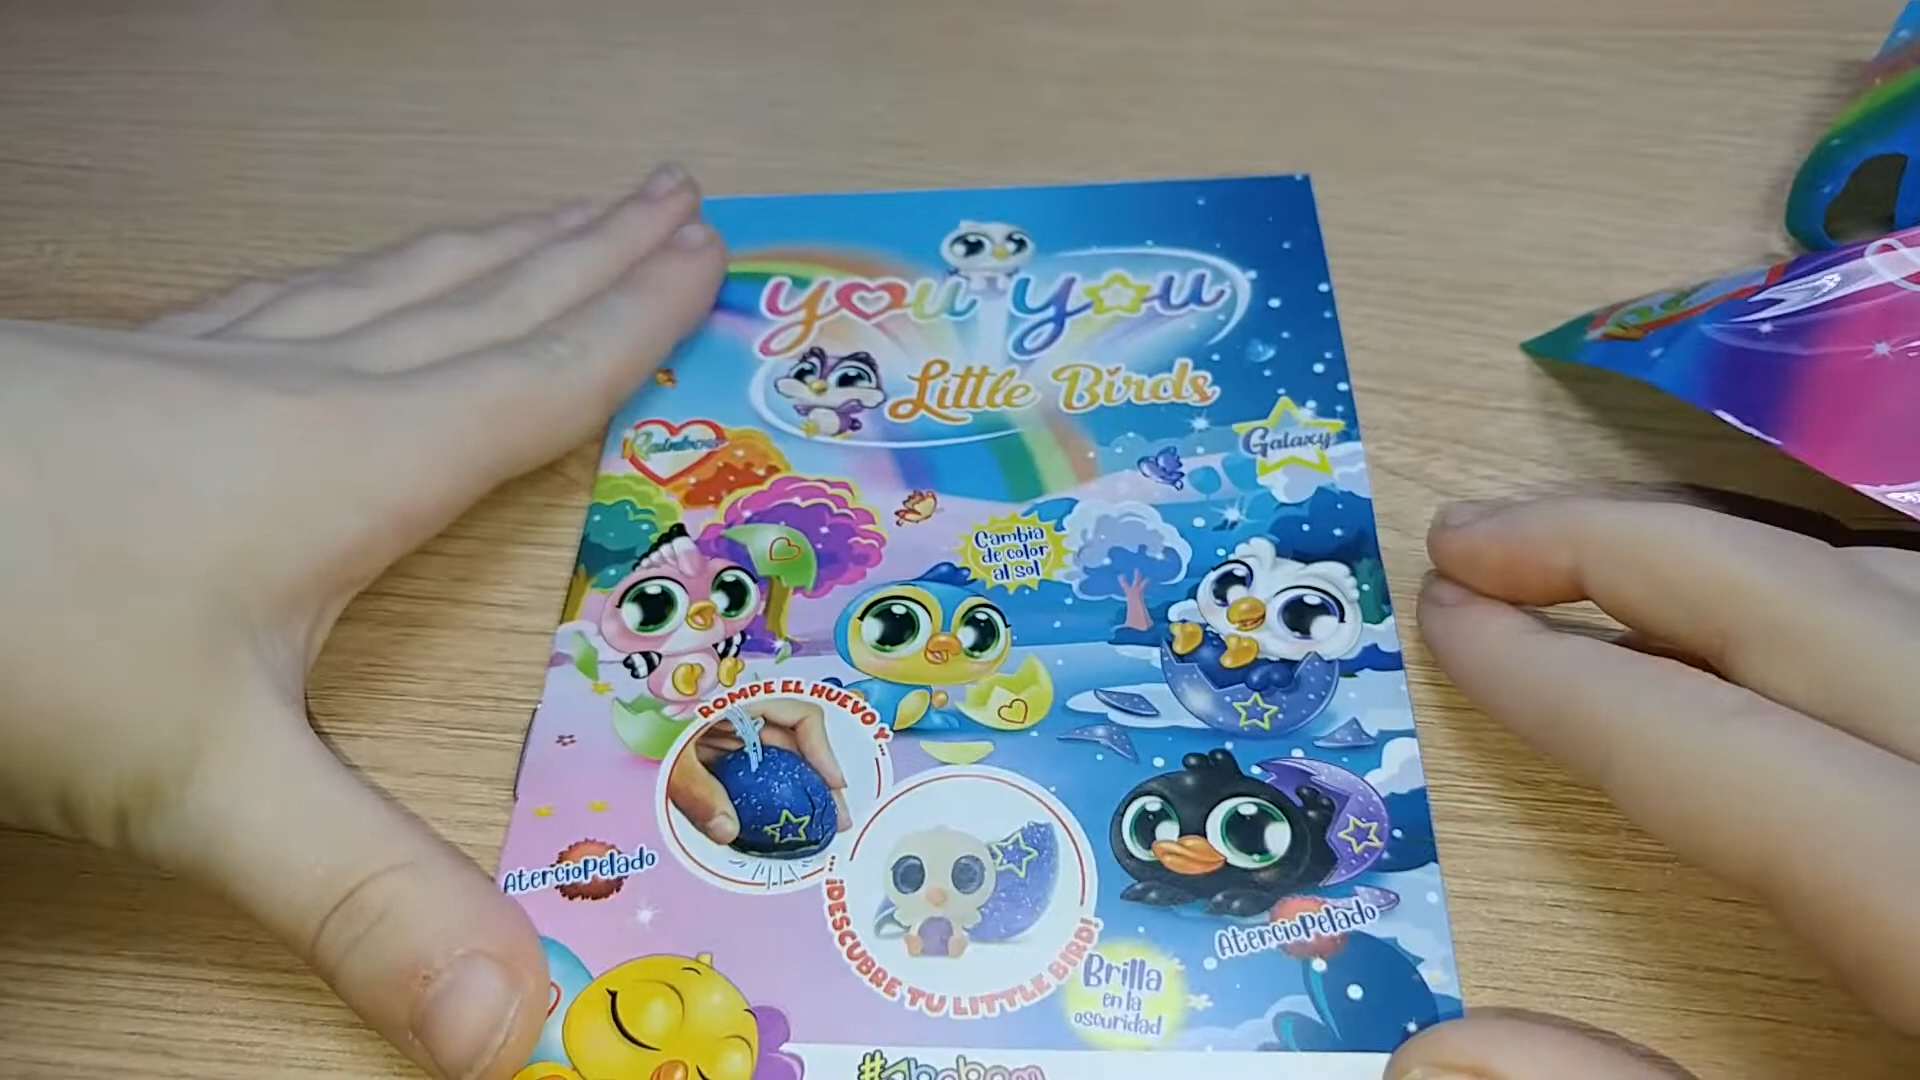 you you
Little Birds
Rainbow
Galaxy
Cambia
de color
al sol
ROMPE EL HUEVO Y...
...¡DESCUBRE TU LITTLE BIRD!
AtercioPelado
AtercioPelado
Brilla
en la
oscuridad